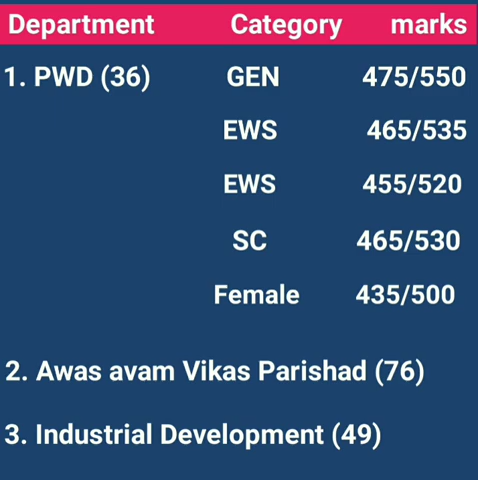 Department Category marks
1. PWD (36) GEN 475/550
EWS 465/535
EWS 455/520
SC 465/530
Female 435/500
2. Awas avam Vikas Parishad (76)
3. Industrial Development (49)